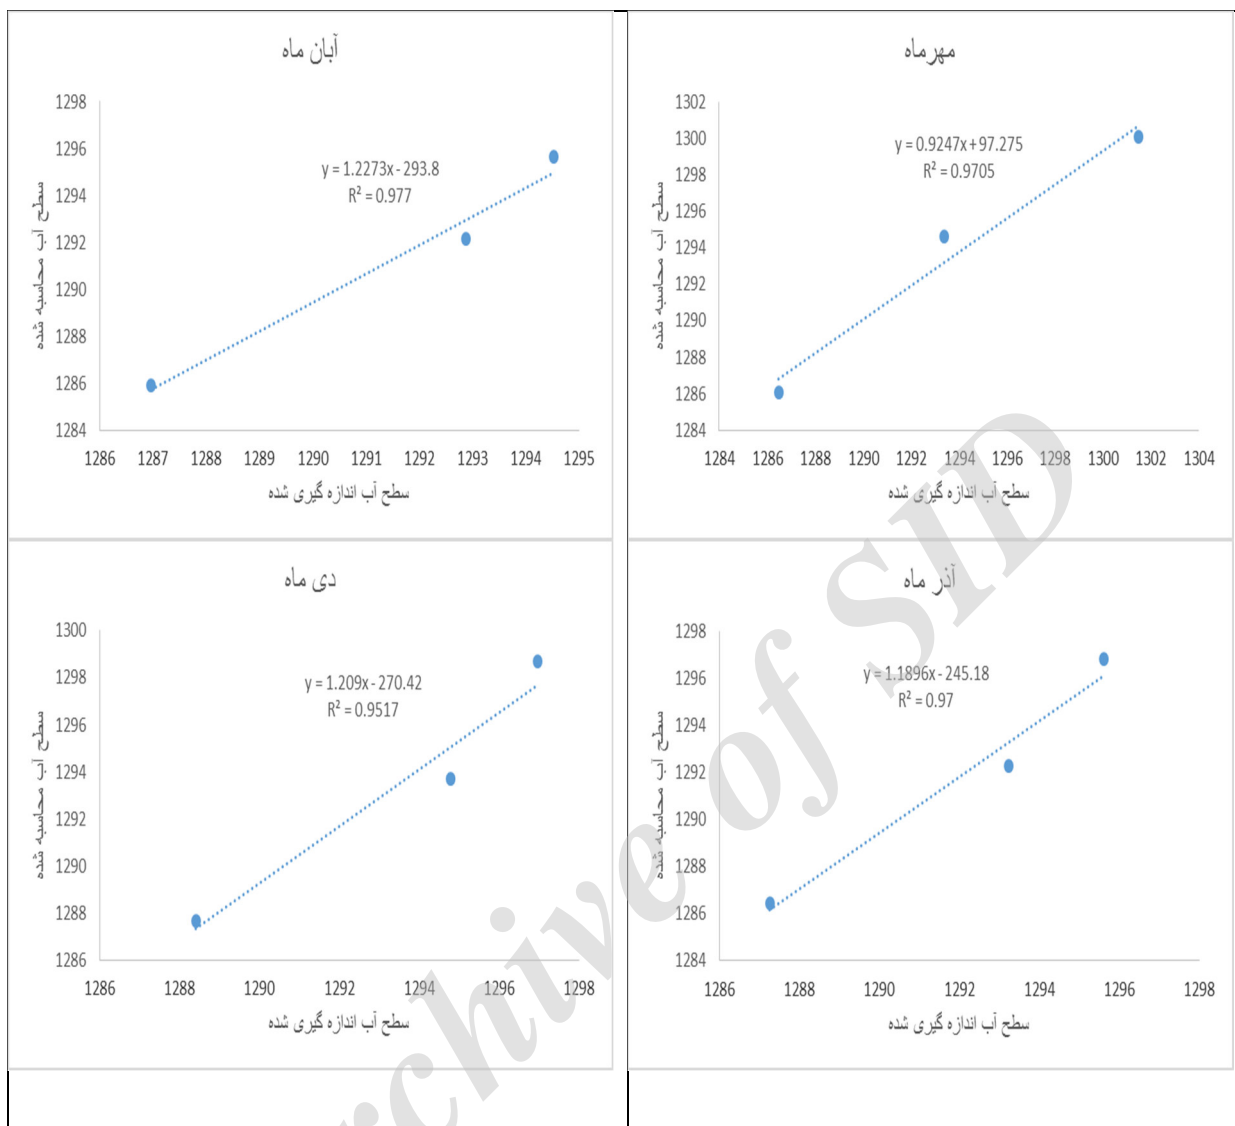 مهرماه
1302
1300
1298
1296
1294
1292
1290
1288
1286
1284
y = 0.9247x + 97.275
R² = 0.9705
سطح آب محاسبه شده
1284 1286 1288 1290 1292 1294 1296 1298 1300 1302 1304
سطح آب اندازه گیری شده
آبان ماه
1298
1296
1294
1292
1290
1288
1286
1284
y = 1.2273x - 293.8
R² = 0.977
سطح آب محاسبه شده
1286 1287 1288 1289 1290 1291 1292 1293 1294 1295
سطح آب اندازه گیری شده
آذر ماه
1298
1296
1294
1292
1290
1288
1286
1284
y = 1.1896x - 245.18
R² = 0.97
سطح آب محاسبه شده
1286 1288 1290 1292 1294 1296 1298
سطح آب اندازه گیری شده
دی ماه
1300
1298
1296
1294
1292
1290
1288
1286
y = 1.209x - 270.42
R² = 0.9517
سطح آب محاسبه شده
1286 1288 1290 1292 1294 1296 1298
سطح آب اندازه گیری شده
chive of SID